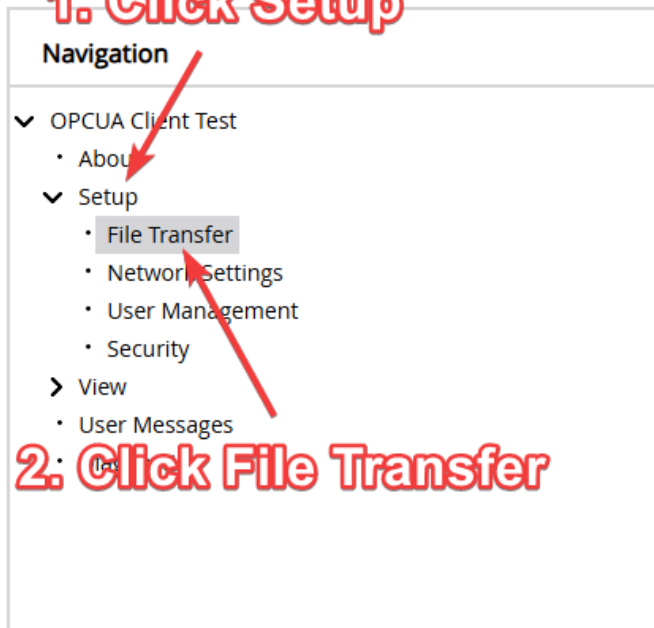 1. Click Setup
Navigation
OPCUA Client Test
About
Setup
File Transfer
Network Settings
User Management
Security
View
User Messages
2. Click File Transfer